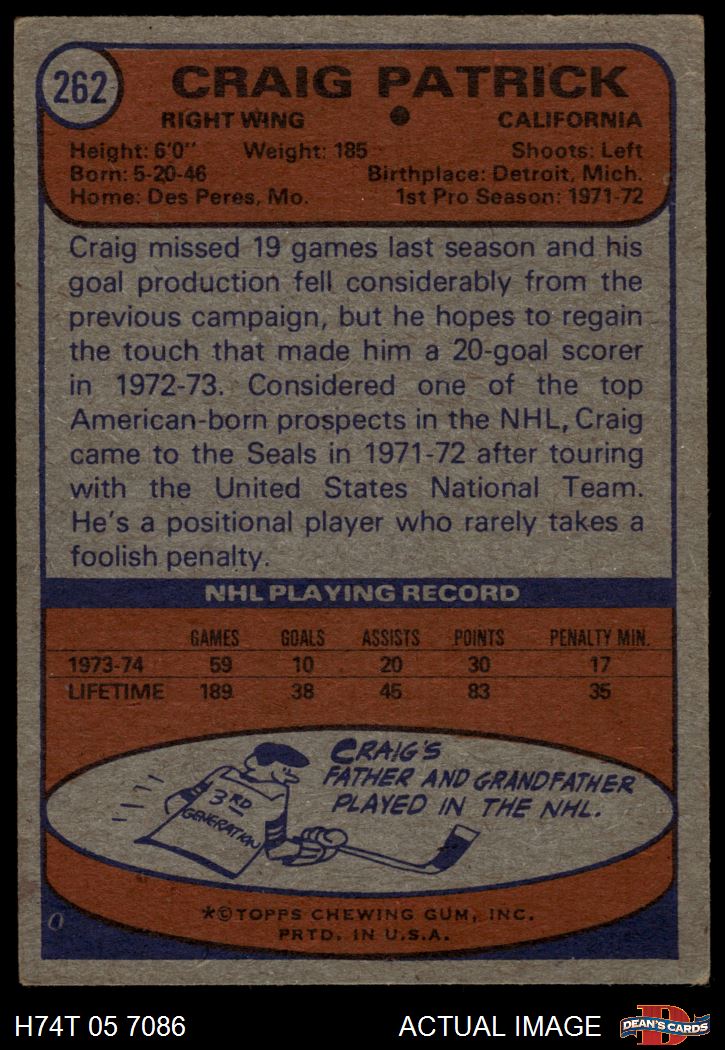 262
CRAIG PATRICK
RIGHT WING ● CALIFORNIA
Height: 6'0" Weight: 185 Shoots: Left
Born: 5-20-46 Birthplace: Detroit, Mich.
Home: Des Peres, Mo. 1st Pro Season: 1971-72
Craig missed 19 games last season and his
goal production fell considerably from the
previous campaign, but he hopes to regain
the touch that made him a 20-goal scorer
in 1972-73. Considered one of the top
American-born prospects in the NHL, Craig
came to the Seals in 1971-72 after touring
with the United States National Team.
He's a positional player who rarely takes a
foolish penalty.
NHL PLAYING RECORD
GAMES GOALS ASSISTS POINTS PENALTY MIN.
1973-74 59 10 20 30 17
LIFETIME 189 38 45 83 35
CRAIG'S
FATHER AND GRANDFATHER
PLAYED IN THE NHL.
3RD
GENERATION
*©TOPPS CHEWING GUM, INC.
PRTD. IN U.S.A.
H74T 05 7086 ACTUAL IMAGE
DEAN'S CARDS